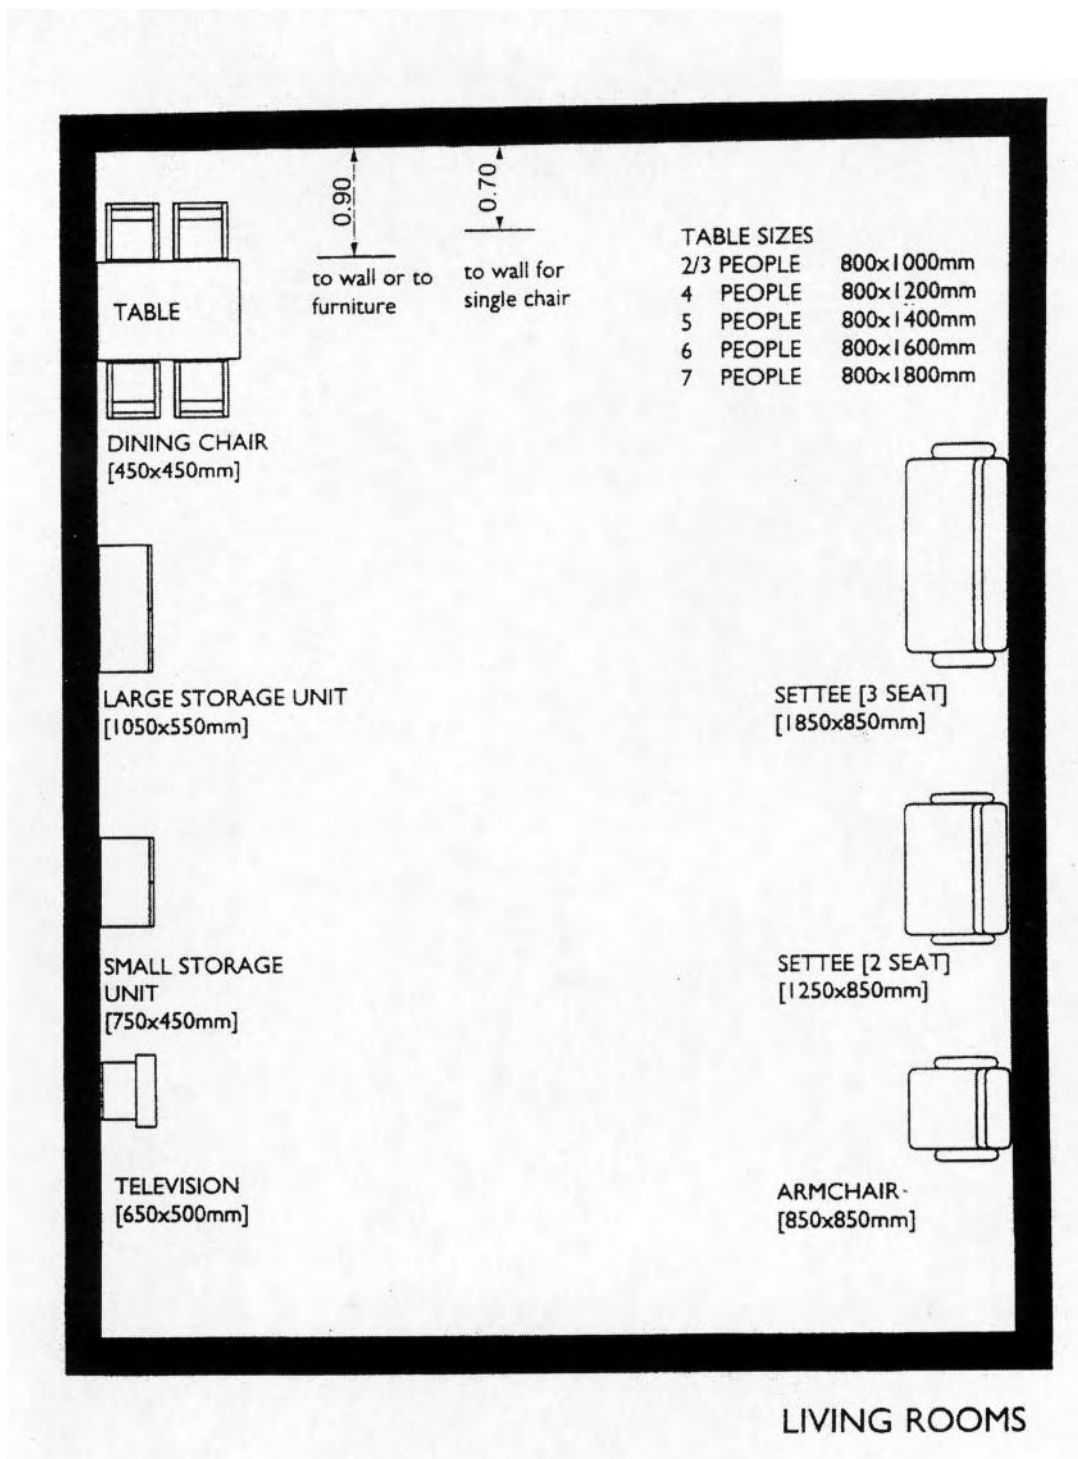 0.90
0.70
to wall or to
furniture
to wall for
single chair
TABLE SIZES
2/3 PEOPLE 800x1000mm
4 PEOPLE 800x1200mm
5 PEOPLE 800x1400mm
6 PEOPLE 800x1600mm
7 PEOPLE 800x1800mm
TABLE
DINING CHAIR
[450x450mm]
LARGE STORAGE UNIT
[1050x550mm]
SETTEE [3 SEAT]
[1850x850mm]
SMALL STORAGE
UNIT
[750x450mm]
SETTEE [2 SEAT]
[1250x850mm]
TELEVISION
[650x500mm]
ARMCHAIR
[850x850mm]
LIVING ROOMS